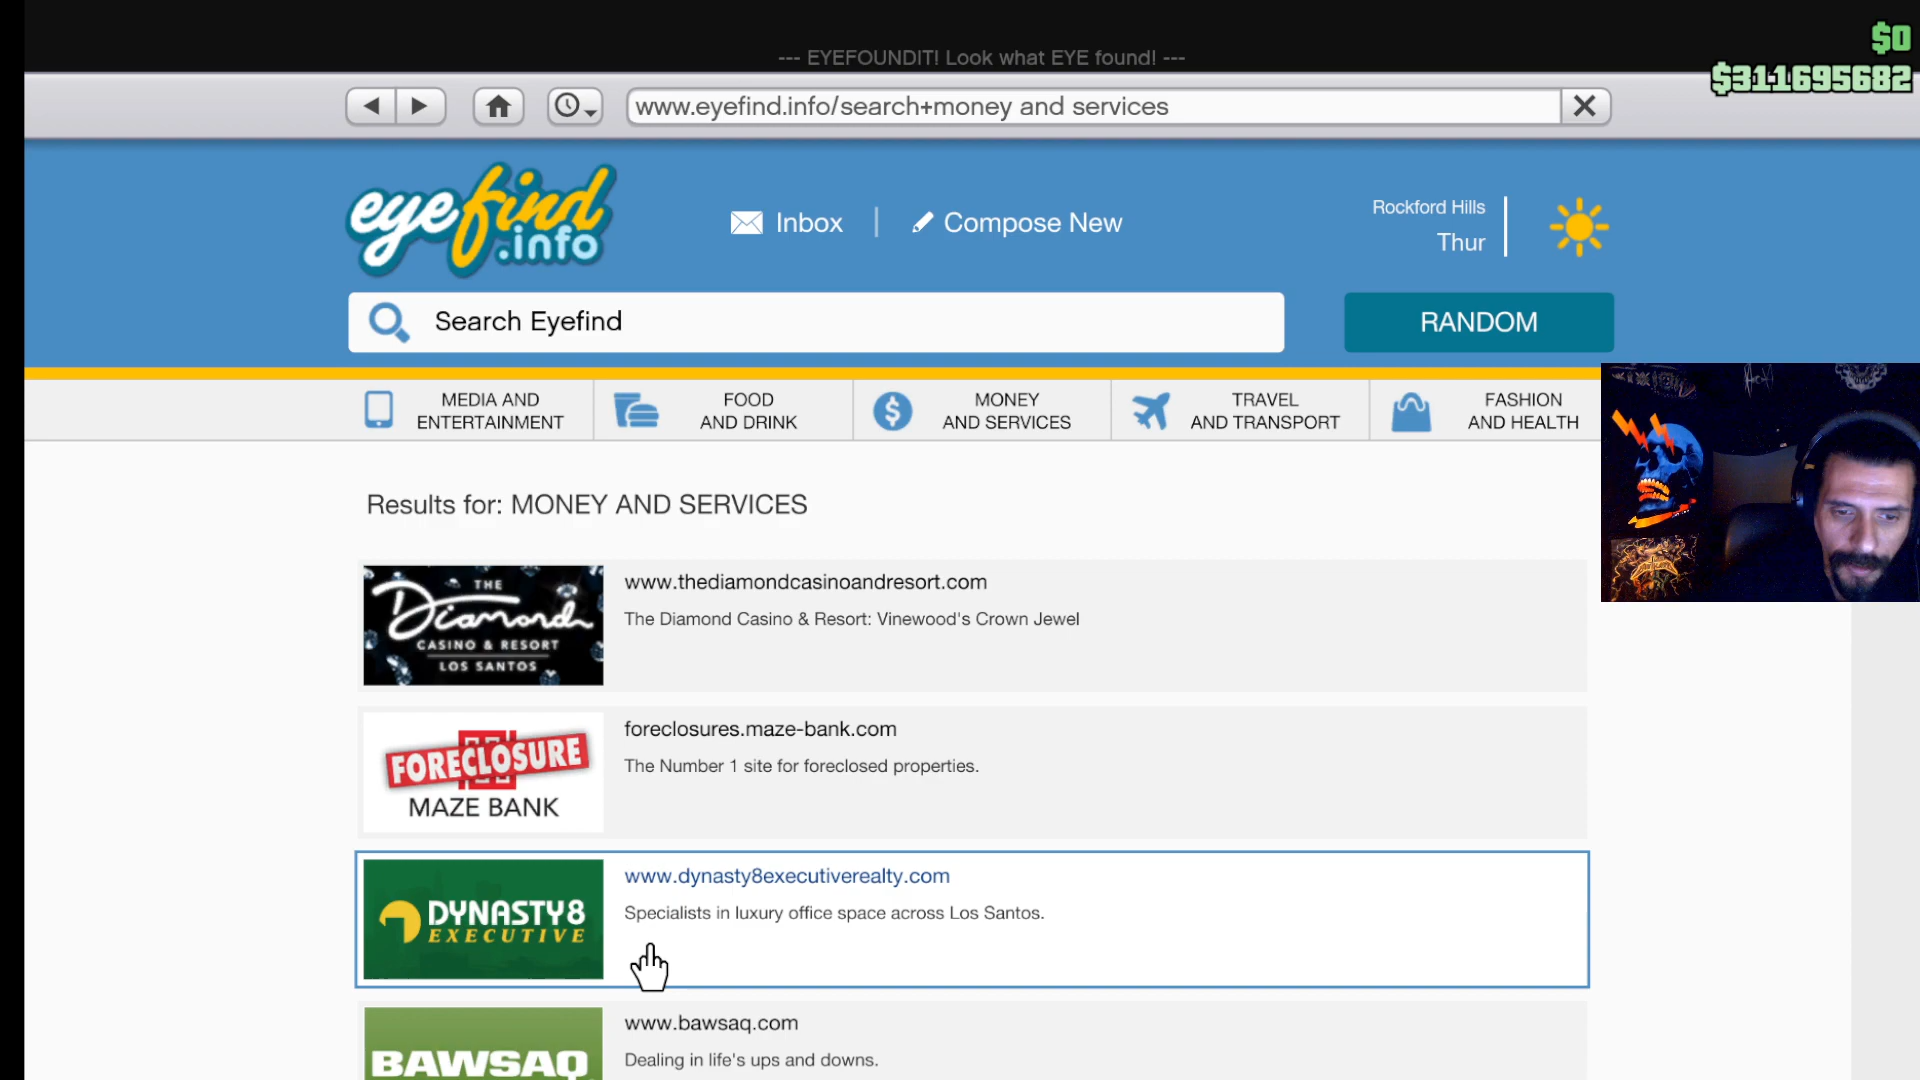 $0
--- EYEFOUNDIT! Look what EYE found! ---
$311695682
www.eyefind.info/search+money and services
eyefind.info
Inbox
Compose New
Rockford Hills
Thur
Search Eyefind
RANDOM
MEDIA AND ENTERTAINMENT
FOOD AND DRINK
MONEY AND SERVICES
TRAVEL AND TRANSPORT
FASHION AND HEALTH
Results for: MONEY AND SERVICES
THE
Diamond
CASINO & RESORT
LOS SANTOS
www.thediamondcasinoandresort.com
The Diamond Casino & Resort: Vinewood's Crown Jewel
FORECLOSURE
MAZE BANK
foreclosures.maze-bank.com
The Number 1 site for foreclosed properties.
DYNASTY8
EXECUTIVE
www.dynasty8executiverealty.com
Specialists in luxury office space across Los Santos.
BAWSAQ
www.bawsaq.com
Dealing in life's ups and downs.